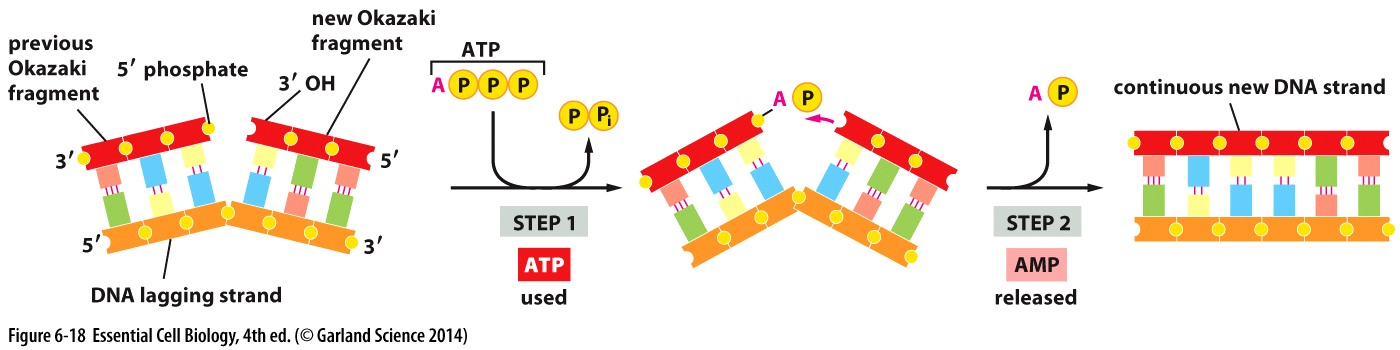 previous
Okazaki
fragment
5′ phosphate
3′ OH
new Okazaki
fragment
3′
5′
5′
3′
DNA lagging strand
ATP
A P P P
P Pi
STEP 1
ATP
used
A P
STEP 2
AMP
released
A P
continuous new DNA strand
Figure 6-18 Essential Cell Biology, 4th ed. (© Garland Science 2014)